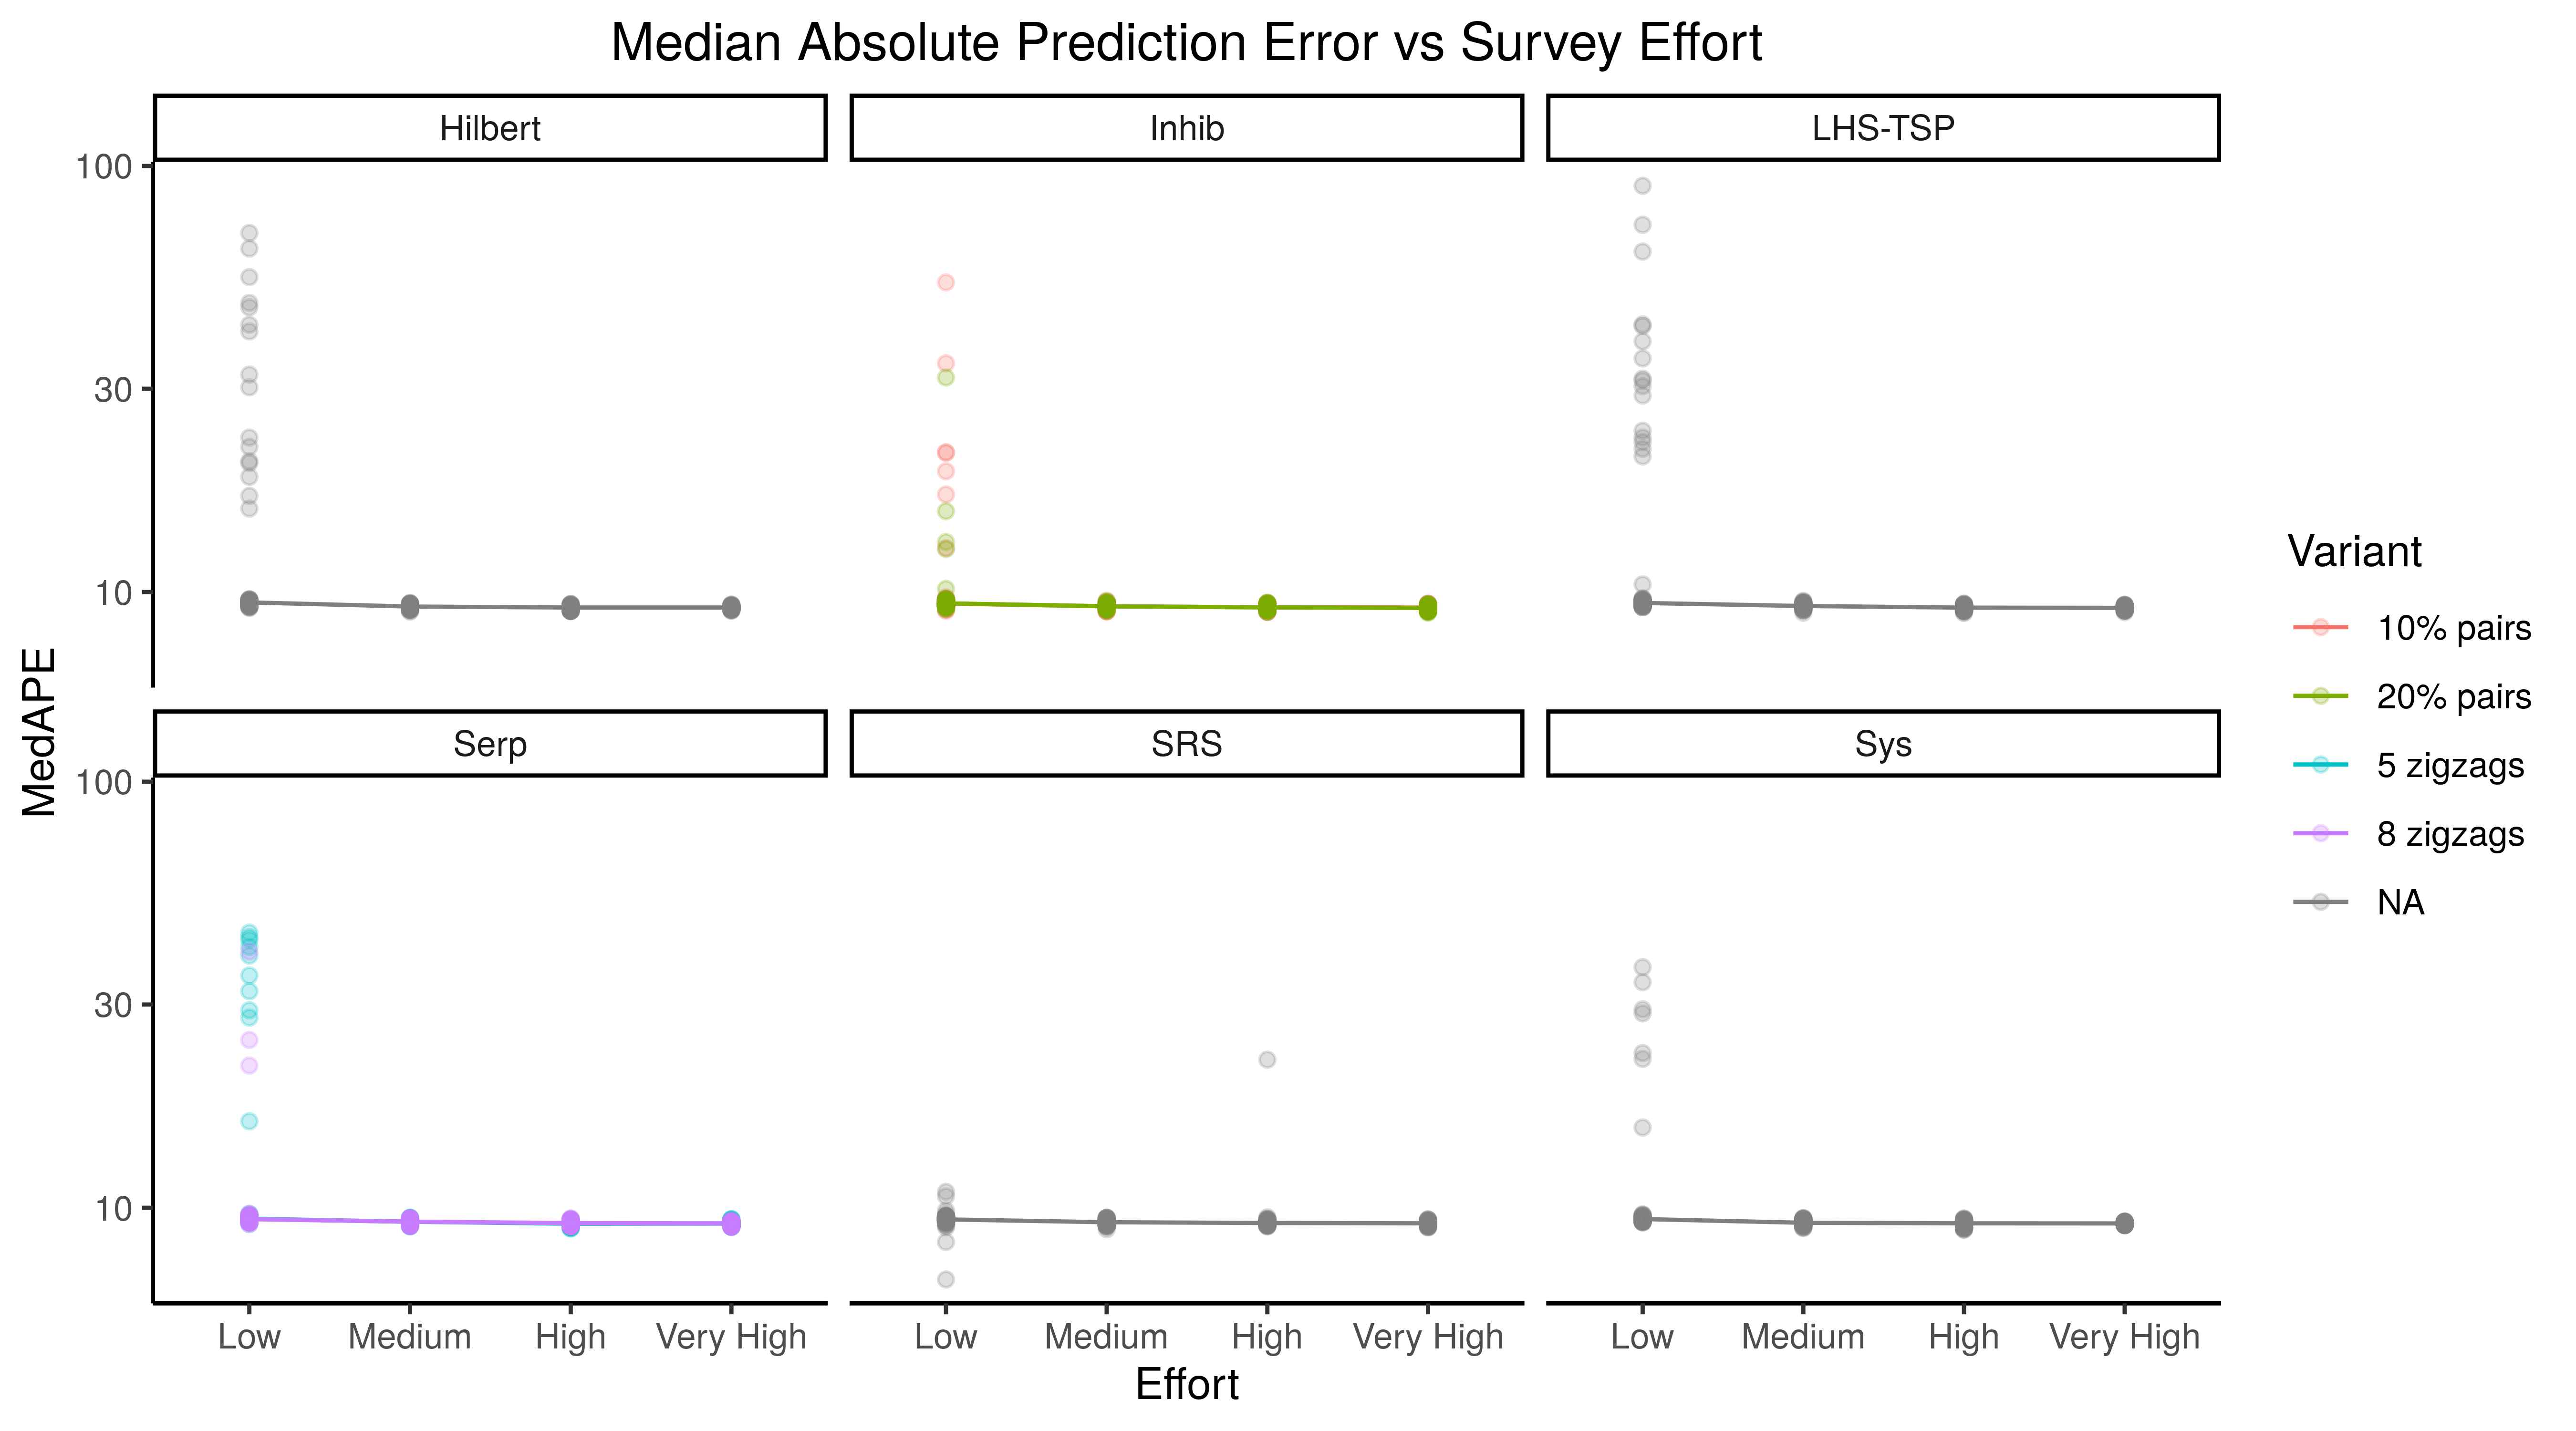 Median Absolute Prediction Error vs Survey Effort
Hilbert
Inhib
LHS-TSP
100
30
10
MedAPE
Serp
SRS
Sys
100
30
10
Low Medium High Very High
Low Medium High Very High
Low Medium High Very High
Effort
Variant
10% pairs
20% pairs
5 zigzags
8 zigzags
NA